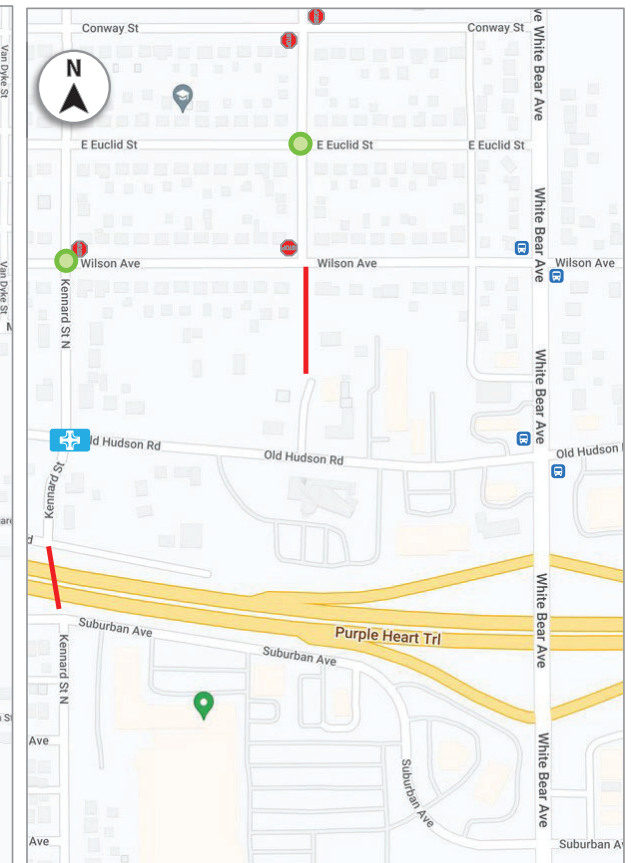 Conway St
Conway St
N
E Euclid St
E Euclid St
E Euclid St
Wilson Ave
Wilson Ave
Wilson Ave
Van Dyke St
Van Dyke St
Kennard St N
ve White Bear Ave
White Bear Ave
White Bear Ave
ld Hudson Rd
Old Hudson Rd
Old Hudson
Kennard St
d
White Bear Ave
Suburban Ave
Purple Heart Trl
Suburban Ave
Kennard St N
Ave
White Bear Ave
Suburban Ave
Ave
Suburban A